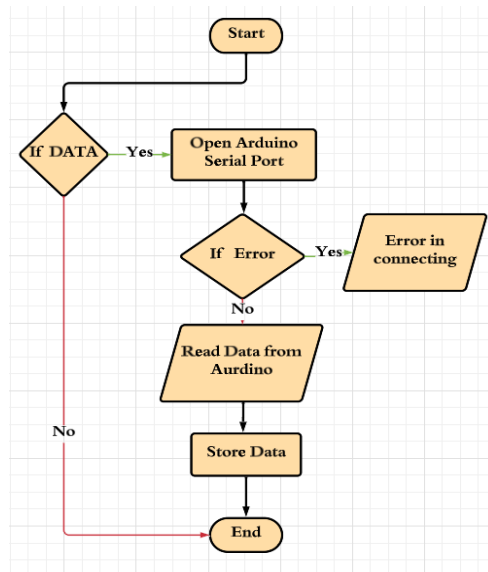 Start
If DATA
Yes
Open Arduino
Serial Port
If Error
Yes
Error in
connecting
No
Read Data from
Aurdino
No
Store Data
End